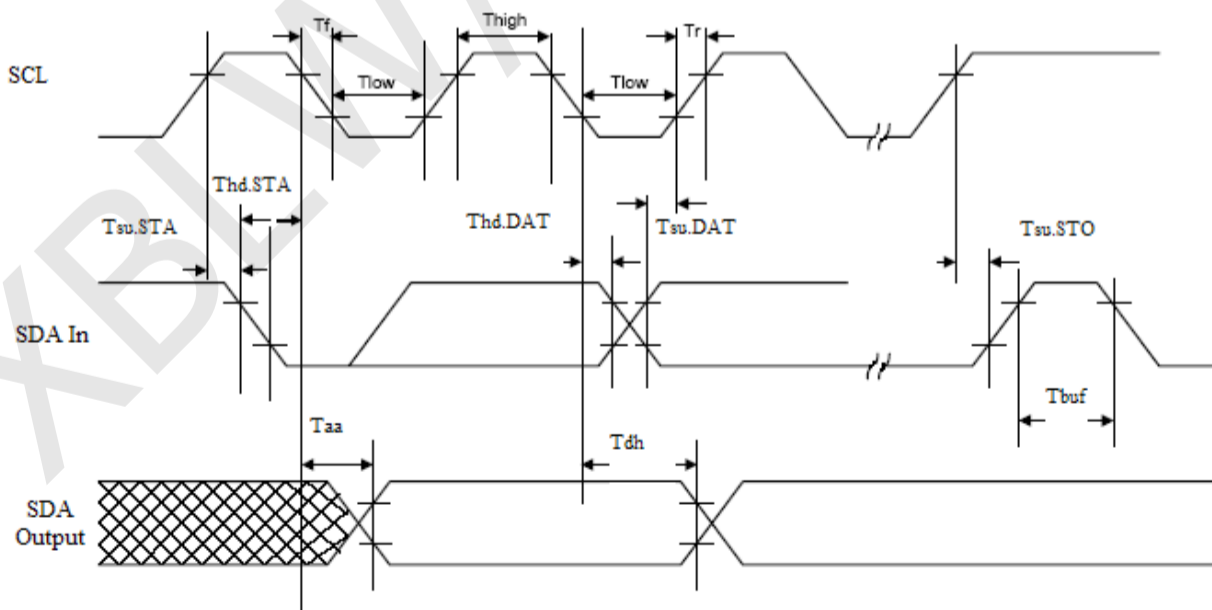 Tf
Thigh
Tr
SCL
Tlow
Tlow
Thd.STA
Tsu.STA
Thd.DAT
Tsu.DAT
Tsu.STO
SDA In
Tbuf
Taa
Tdh
SDA
Output
XBLW